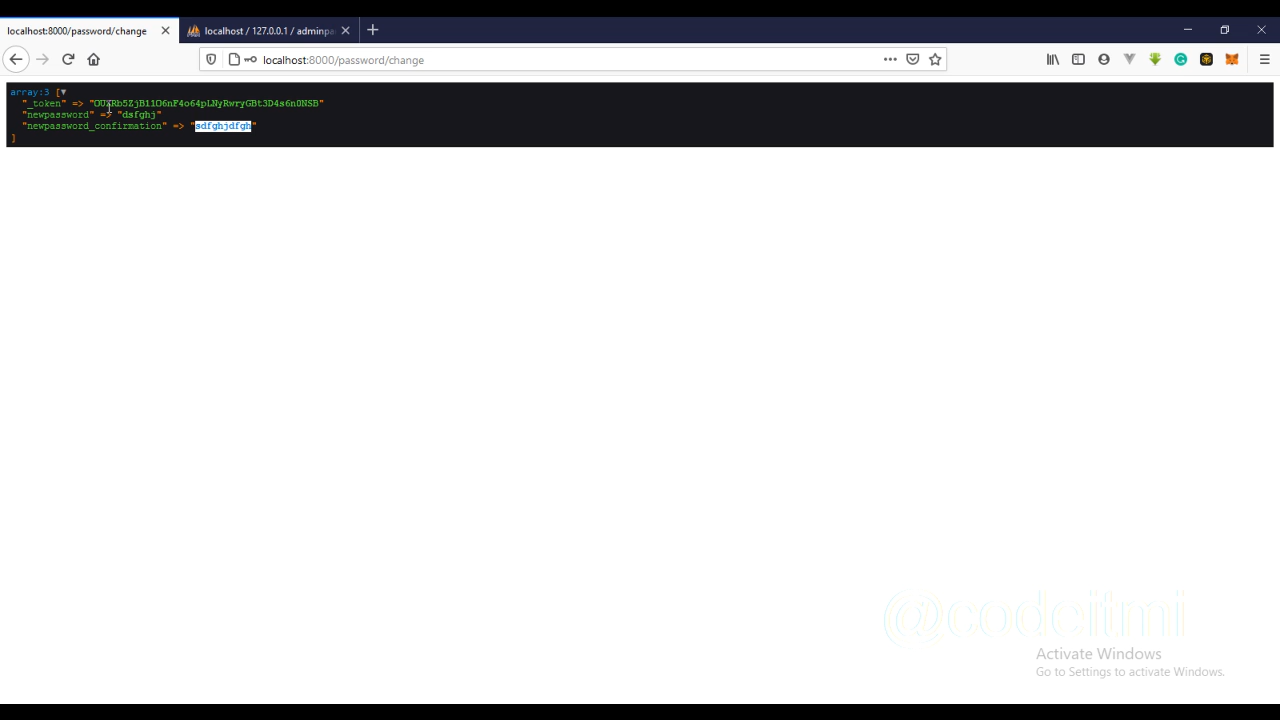 localhost:8000/password/change
localhost / 127.0.0.1 / adminpa
localhost:8000/password/change
array:3 [▼
"_token" => "
"newpassword" => "dsfghj"
"newpassword_confirmation" => "sdfghjdfgh"
]
@codeitmi
Activate Windows
Go to Settings to activate Windows.